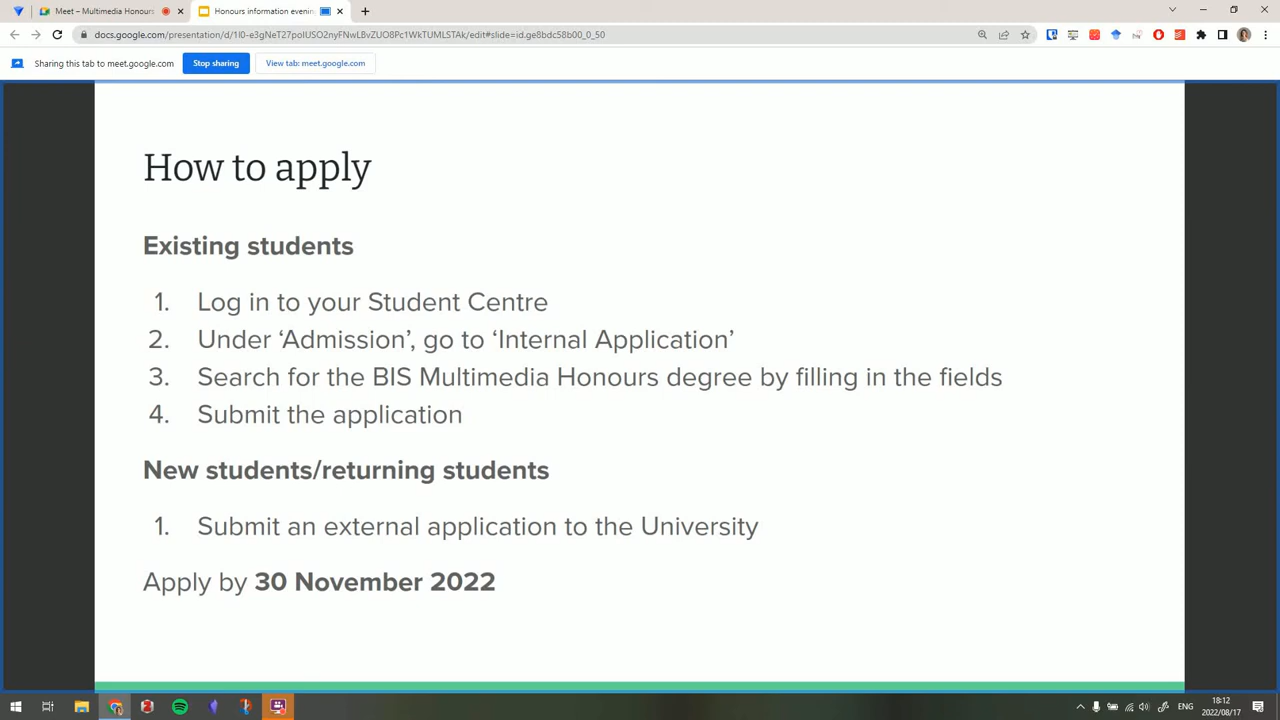 Meet – Multimedia Honours
Honours information evenin
docs.google.com/presentation/d/1I0-e3gNeT27polIUSO2nyFNwLBvZUO8Pc1WkTUMLSTAk/edit#slide=id.ge8bdc58b00_0_50
Sharing this tab to meet.google.com
Stop sharing
View tab: meet.google.com
How to apply
Existing students
1. Log in to your Student Centre
2. Under ‘Admission’, go to ‘Internal Application’
3. Search for the BIS Multimedia Honours degree by filling in the fields
4. Submit the application
New students/returning students
1. Submit an external application to the University
Apply by 30 November 2022
ENG
18:12
2022/08/17